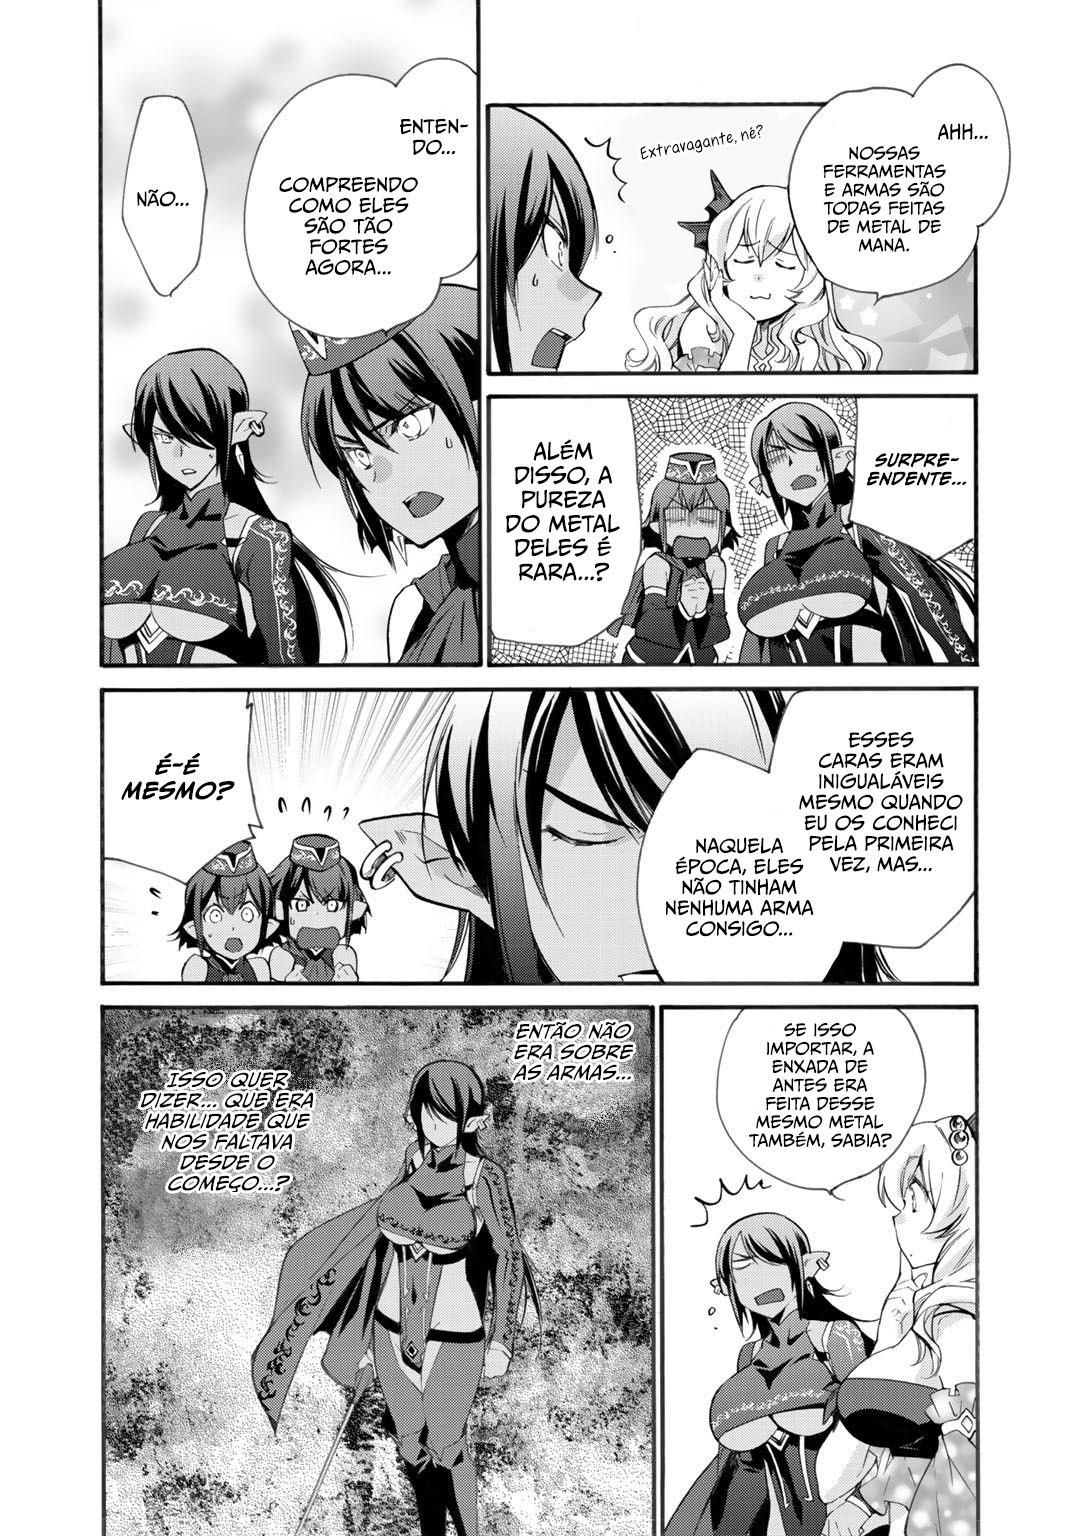 AHH...
NOSSAS
FERRAMENTAS
E ARMAS SÃO
TODAS FEITAS
DE METAL DE
MANA.
Extravagante, né?
SURPRE-
ENDENTE...
ALÉM
DISSO, A
PUREZA
DO METAL
DELES É
RARA...?
ENTEN-
DO...
COMPREENDO
COMO ELES
SÃO TÃO
FORTES
AGORA...
NÃO...
ESSES
CARAS ERAM
INIGUALÁVEIS
MESMO QUANDO
EU OS CONHECI
PELA PRIMEIRA
VEZ, MAS...
NAQUELA
ÉPOCA, ELES
NÃO TINHAM
NENHUMA ARMA
CONSIGO...
É-É
MESMO?
SE ISSO
IMPORTAR, A
ENXADA DE
ANTES ERA
FEITA DESSE
MESMO METAL
TAMBÉM, SABIA?
ENTÃO NÃO
ERA SOBRE
AS ARMAS...
ISSO QUER
DIZER... QUE ERA
HABILIDADE QUE
NOS FALTAVA
DESDE O
COMEÇO...?